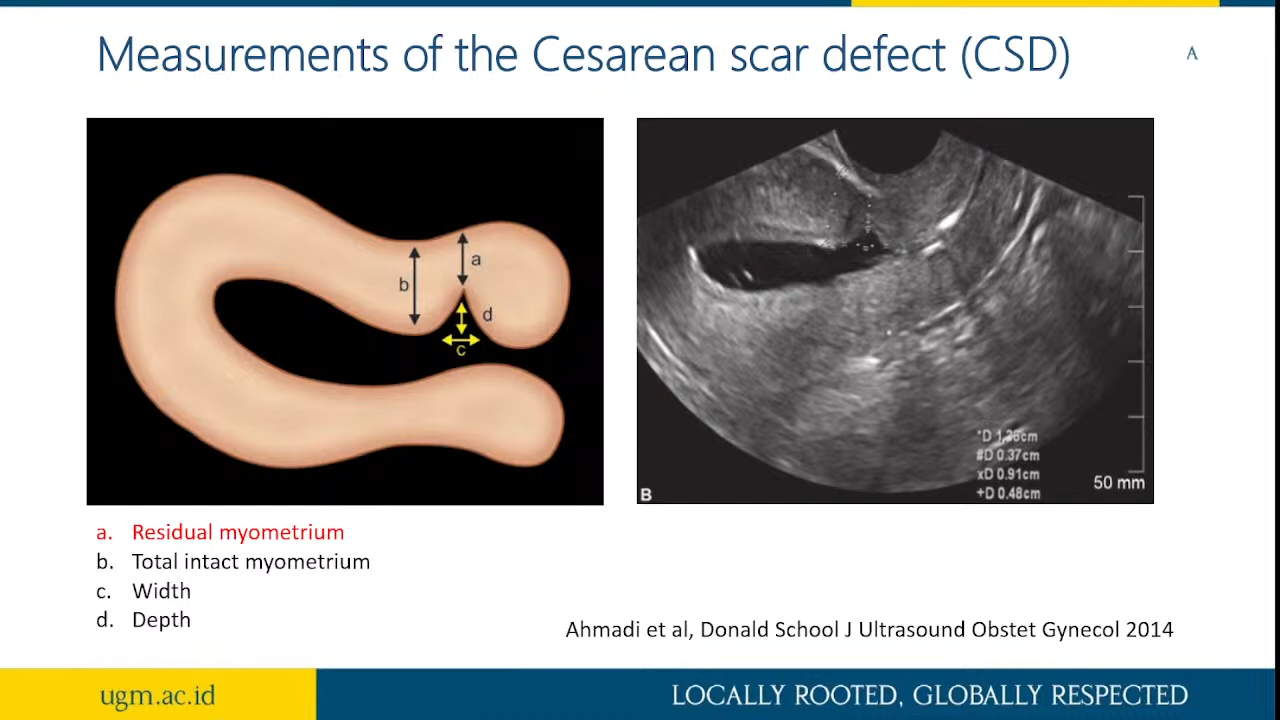 Measurements of the Cesarean scar defect (CSD)
A
a
b
d
c
*D 1.26cm
#D 0.37cm
xD 0.91cm
+D 0.48cm
50 mm
B
a. Residual myometrium
b. Total intact myometrium
c. Width
d. Depth
Ahmadi et al, Donald School J Ultrasound Obstet Gynecol 2014
ugm.ac.id
LOCALLY ROOTED, GLOBALLY RESPECTED